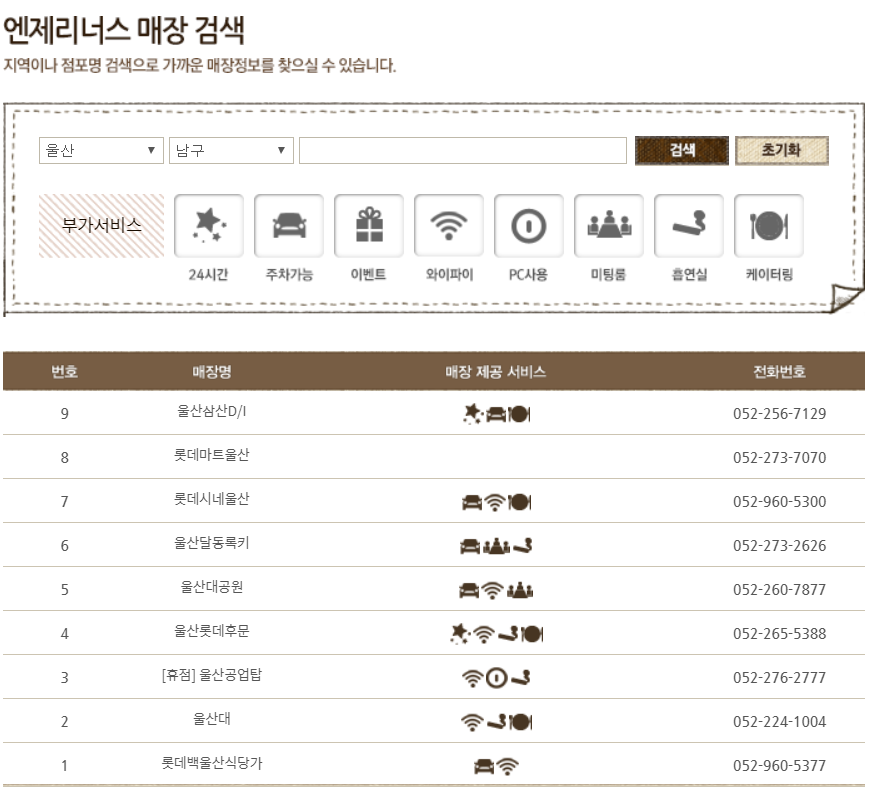 엔제리너스 매장 검색
지역이나 점포명 검색으로 가까운 매장정보를 찾으실 수 있습니다.
울산 남구 검색 초기화
부가서비스
24시간 주차가능 이벤트 와이파이 PC사용 미팅룸 흡연실 케이터링
번호 매장명 매장 제공 서비스 전화번호
9 울산삼산D/I 052-256-7129
8 롯데마트울산 052-273-7070
7 롯데시네울산 052-960-5300
6 울산달동록키 052-273-2626
5 울산대공원 052-260-7877
4 울산롯데후문 052-265-5388
3 [휴점] 울산공업탑 052-276-2777
2 울산대 052-224-1004
1 롯데백울산식당가 052-960-5377